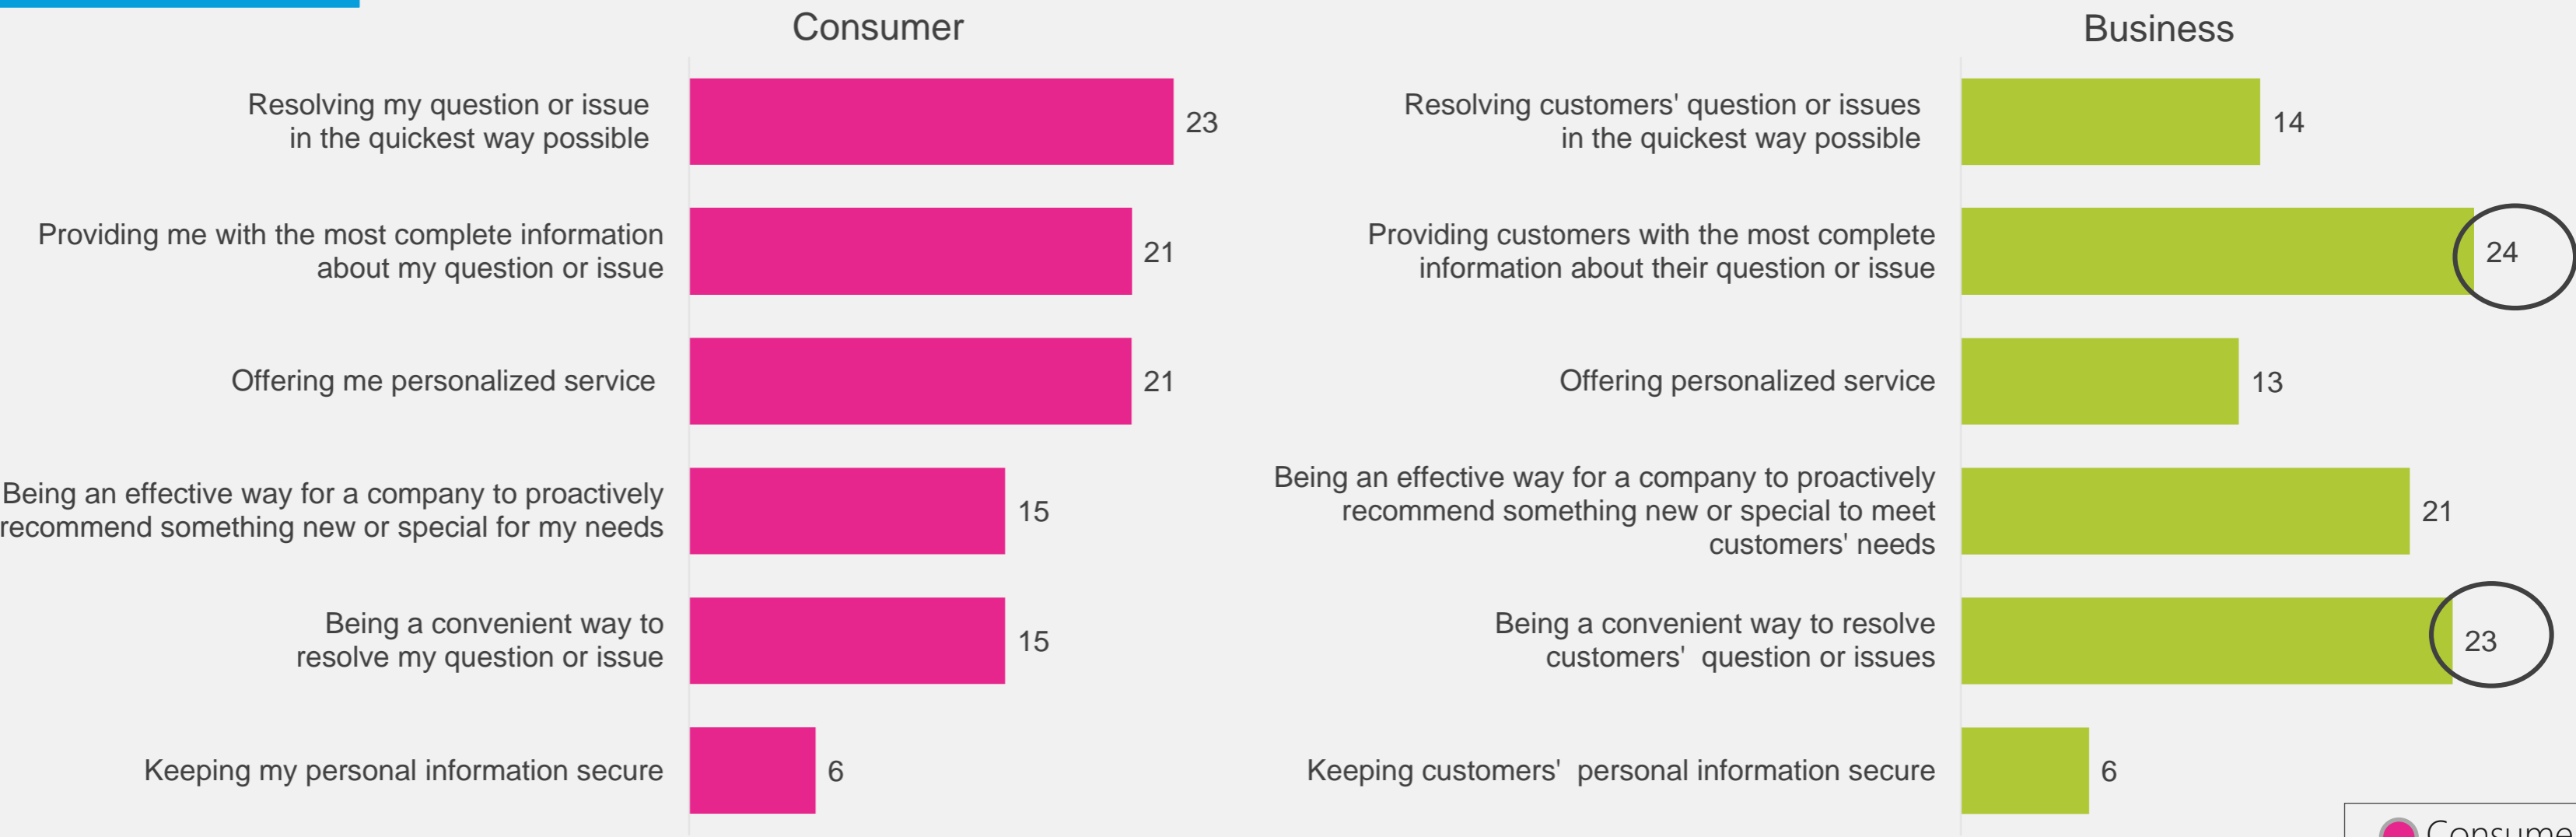 Consumer
Resolving my question or issue
in the quickest way possible
23
Providing me with the most complete information
about my question or issue
21
Offering me personalized service
21
Being an effective way for a company to proactively
recommend something new or special for my needs
15
Being a convenient way to
resolve my question or issue
15
Keeping my personal information secure
6
Business
Resolving customers' question or issues
in the quickest way possible
14
Providing customers with the most complete
information about their question or issue
24
Offering personalized service
13
Being an effective way for a company to proactively
recommend something new or special to meet
customers' needs
21
Being a convenient way to resolve
customers'  question or issues
23
Keeping customers'  personal information secure
6